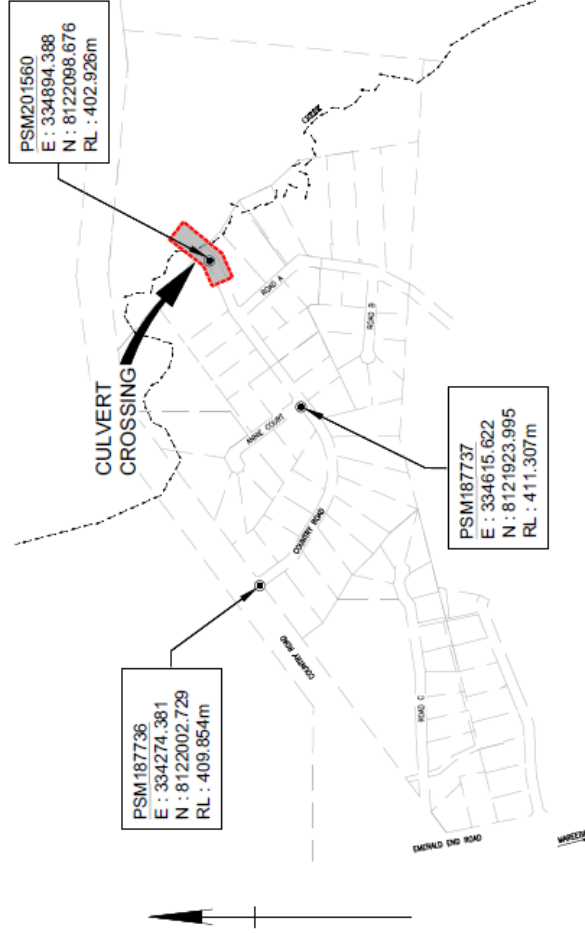 PSM201560
E : 334894.388
N : 8122098.676
RL : 402.926m
CULVERT
CROSSING
CREEK
ROAD A
ROAD B
ANNIE COURT
COUNTRY ROAD
COUNTRY ROAD
PSM187737
E : 334615.622
N : 8121923.995
RL : 411.307m
PSM187736
E : 334274.381
N : 8122002.729
RL : 409.854m
ROAD C
EMERALD END ROAD